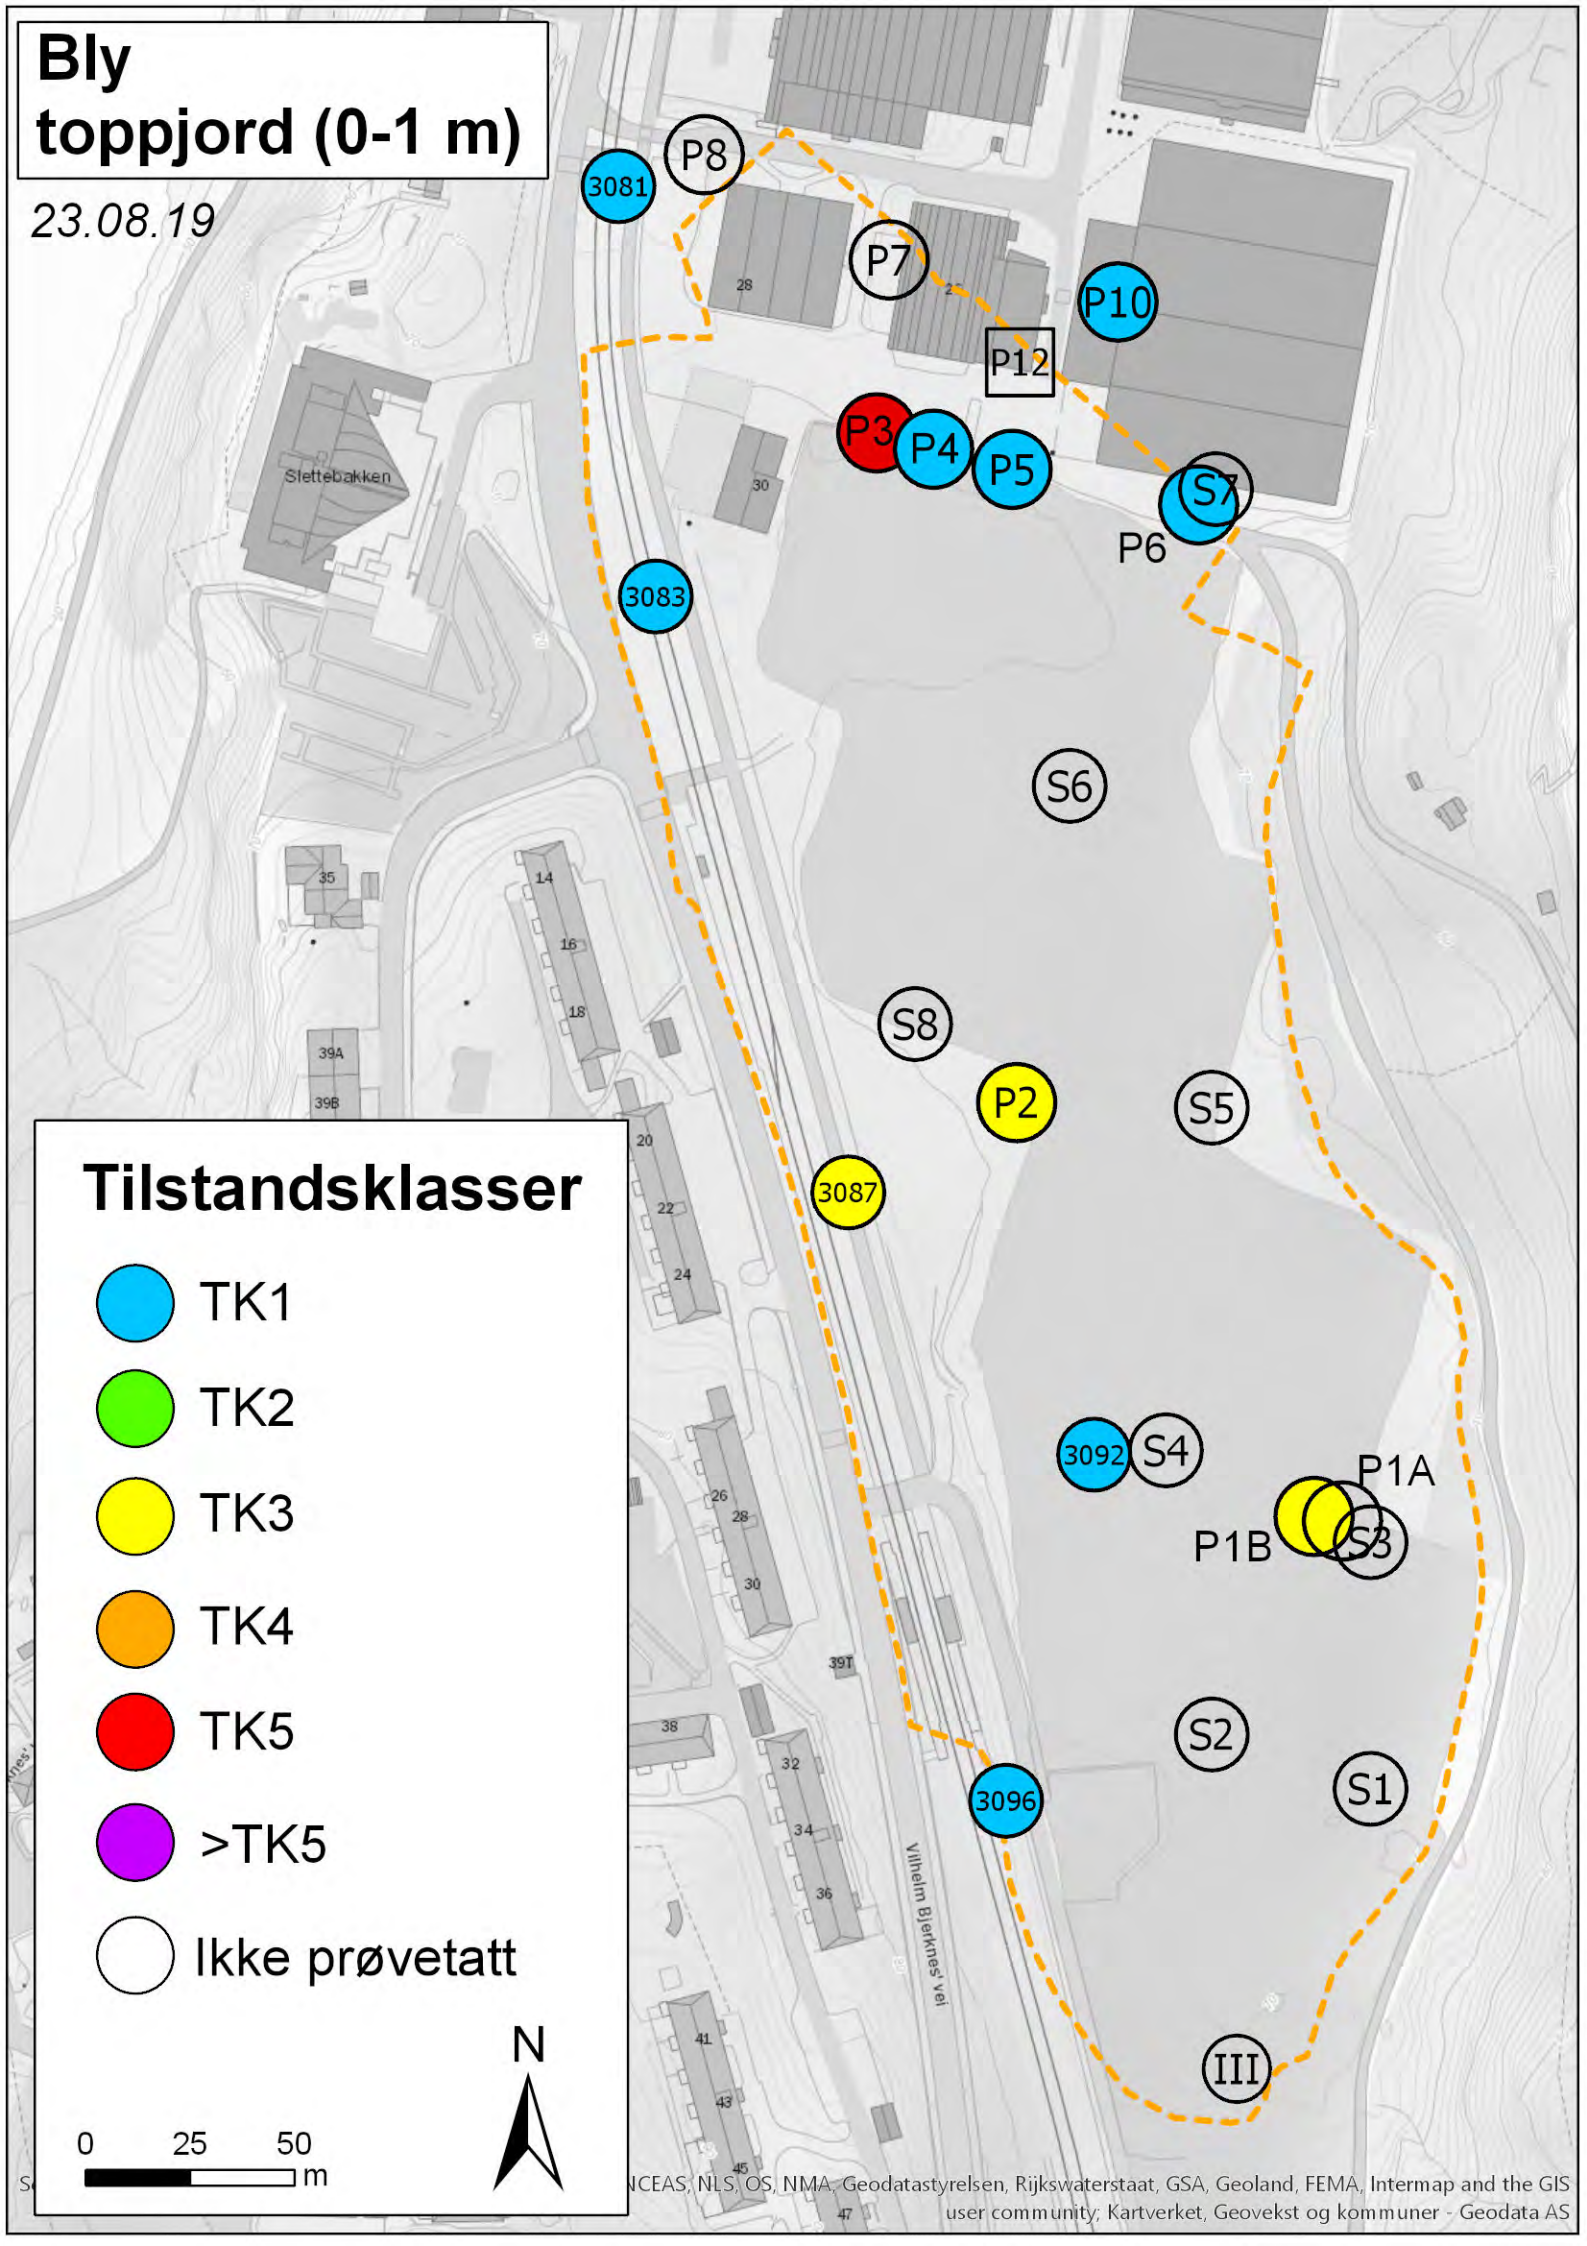 Bly
toppjord (0-1 m)
23.08.19
P8
3081
P7
28
P10
P12
P3
P4
P5
S7
P6
Slettebakken
30
3083
S6
14
35
16
18
S8
39A
P2
S5
39B
20
3087
22
24
Tilstandsklasser
TK1
TK2
TK3
TK4
TK5
>TK5
Ikke prøvetatt
N
0 25 50
m
3092
S4
P1A
26
28
P1B
S3
30
39T
38
S2
32
S1
3096
34
36
Vilhelm Bjerknes' vei
III
41
43
45
47
NCEAS, NLS, OS, NMA, Geodatastyrelsen, Rijkswaterstaat, GSA, Geoland, FEMA, Intermap and the GIS
user community; Kartverket, Geovekst og kommuner - Geodata AS